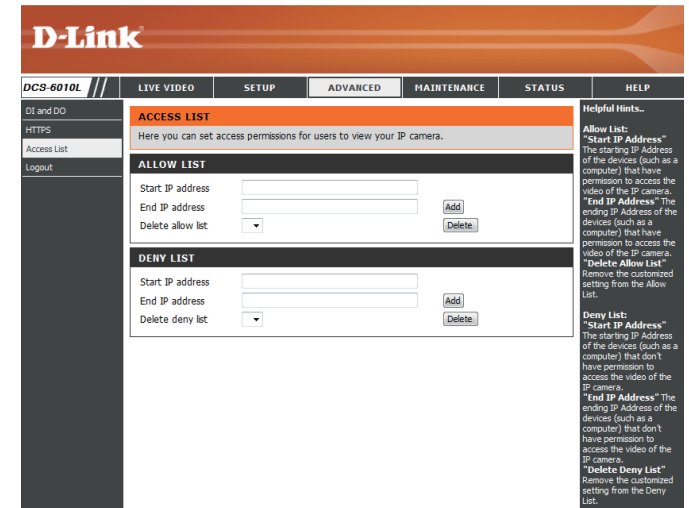 D-Link
DCS-6010L // LIVE VIDEO SETUP ADVANCED MAINTENANCE STATUS HELP
DI and DO
HTTPS
Access List
Logout
ACCESS LIST
Here you can set access permissions for users to view your IP camera.
ALLOW LIST
Start IP address
End IP address Add
Delete allow list Delete
DENY LIST
Start IP address
End IP address Add
Delete deny list Delete
Helpful Hints..
Allow List:
"Start IP Address"
The starting IP Address
of the devices (such as a
computer) that have
permission to access the
video of the IP camera.
"End IP Address" The
ending IP Address of the
devices (such as a
computer) that have
permission to access the
video of the IP camera.
"Delete Allow List"
Remove the customized
setting from the Allow
List.
Deny List:
"Start IP Address"
The starting IP Address
of the devices (such as a
computer) that don't
have permission to
access the video of the
IP camera.
"End IP Address" The
ending IP Address of the
devices (such as a
computer) that don't
have permission to
access the video of the
IP camera.
"Delete Deny List"
Remove the customized
setting from the Deny
List.